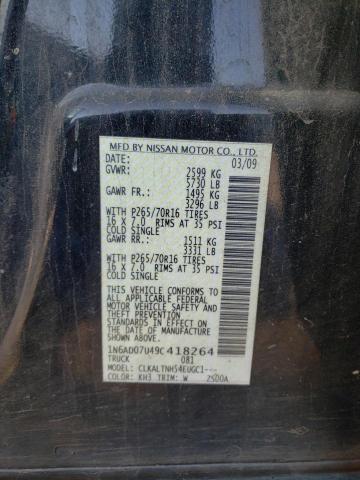 MFD BY NISSAN MOTOR CO., LTD.
DATE: 03/09
GVWR: 2599 KG
5730 LB
GAWR FR: 1495 KG
3296 LB
WITH P265/70R16 TIRES
16 X 7.0 RIMS AT 35 PSI
COLD SINGLE
GAWR RR: 1511 KG
3331 LB
WITH P265/70R16 TIRES
16 X 7.0 RIMS AT 35 PSI
COLD SINGLE
THIS VEHICLE CONFORMS TO ALL
APPLICABLE FEDERAL
MOTOR VEHICLE SAFETY
STANDARDS IN EFFECT ON
THE DATE OF MANUFACTURE
SHOWN ABOVE.
1N6AD07U49C418264
TRUCK 081
MODEL: CLKALTNH54EUGC1---
COLOR: KH3 TRIM: W 2500A